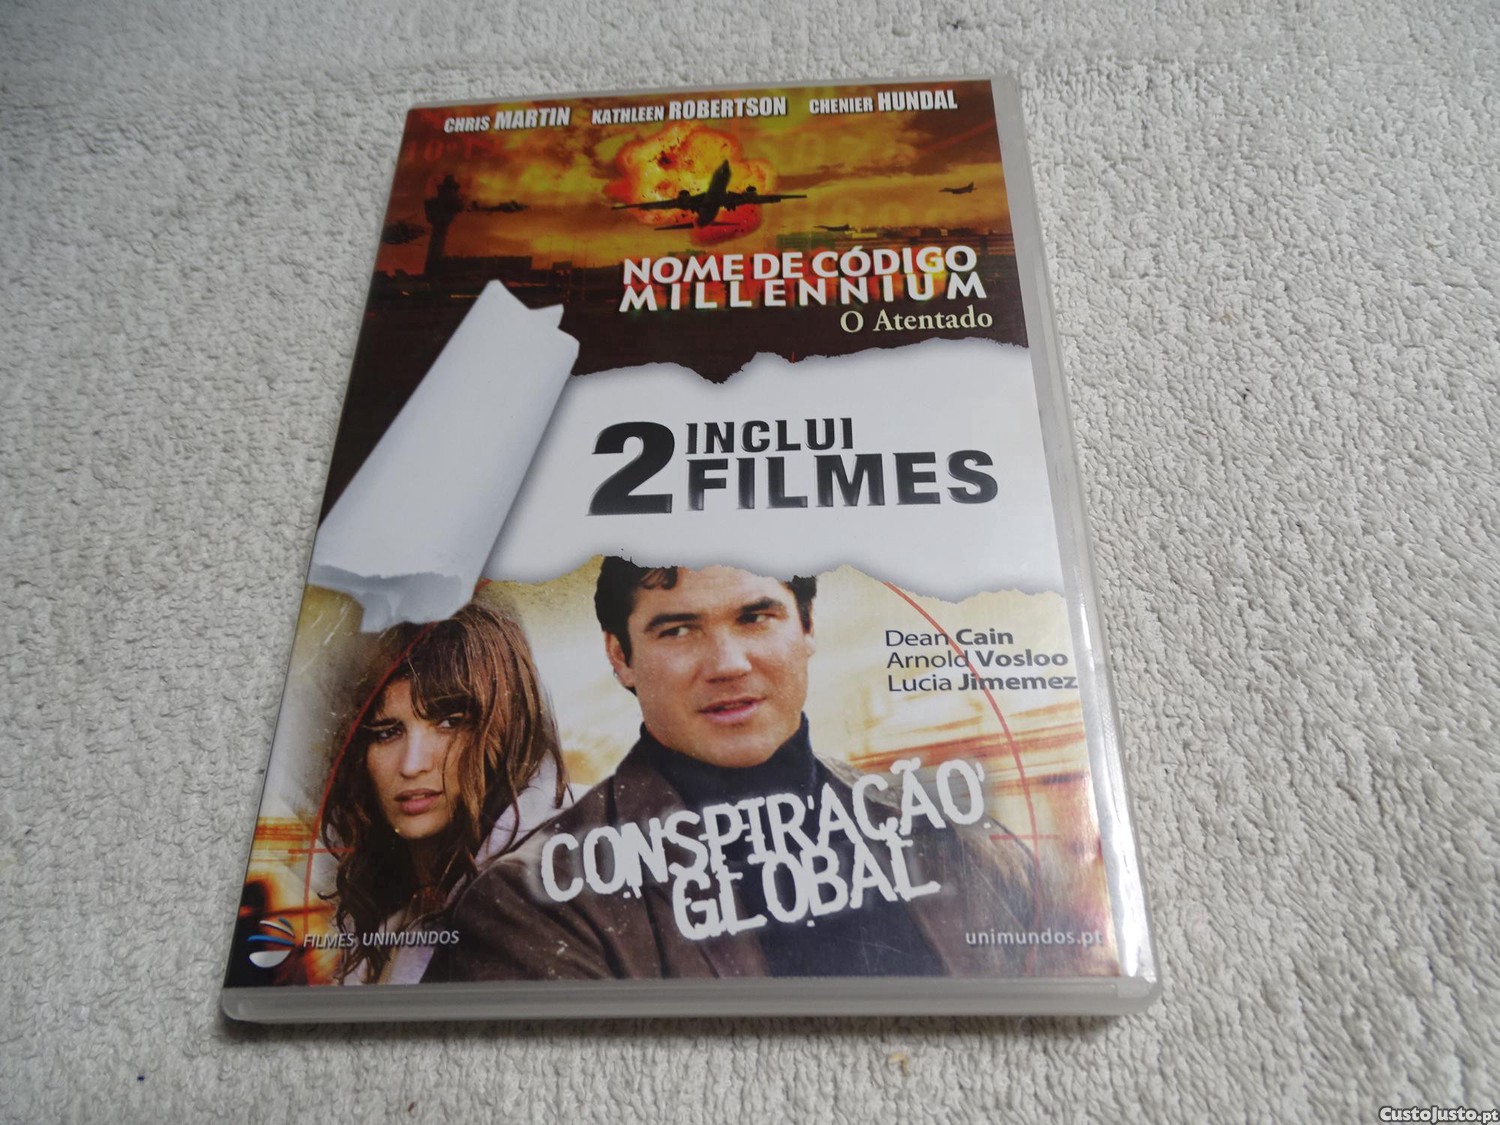 CHRIS MARTIN KATHLEEN ROBERTSON CHENIER HUNDAL
NOME DE CÓDIGO
MILLENNIUM
O Atentado
2 INCLUI
FILMES
Dean Cain
Arnold Vosloo
Lucia Jimemez
CONSPIRAÇÃO
GLOBAL
FILMES UNIMUNDOS
unimundos.pt
CustoJusto.pt